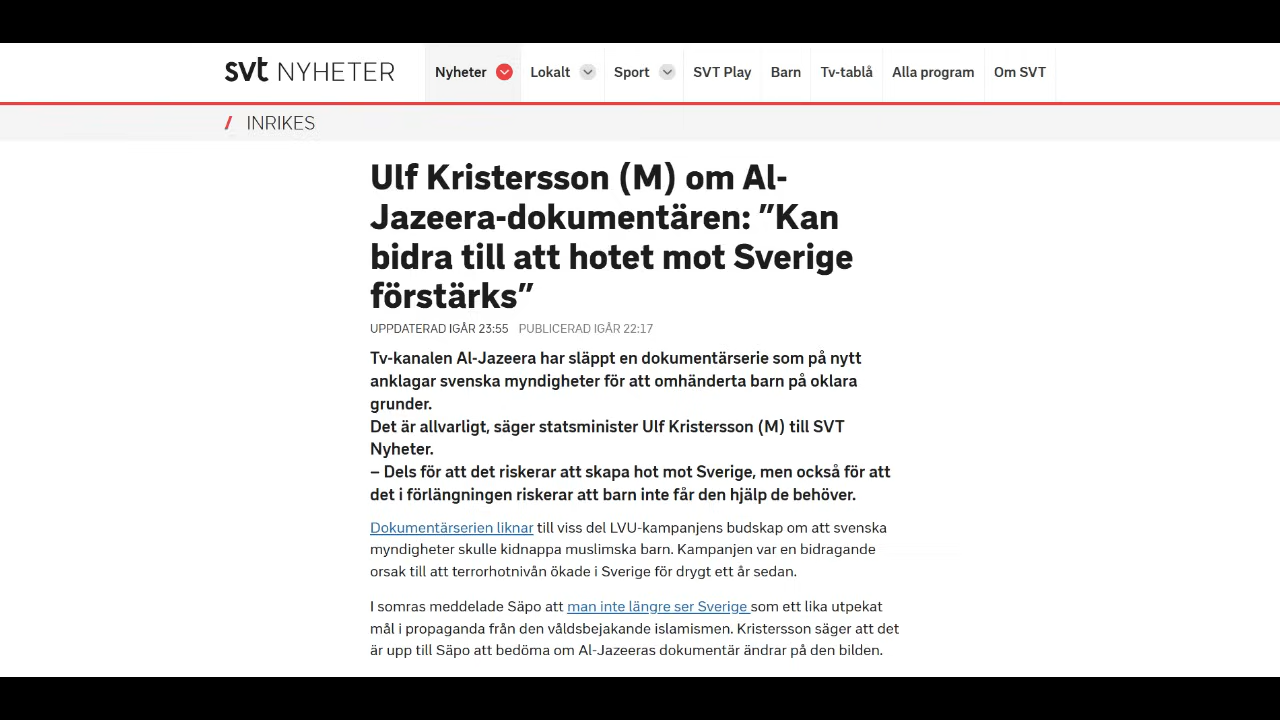 svt NYHETER
Nyheter Lokalt Sport SVT Play Barn Tv-tablå Alla program Om SVT
/ INRIKES
Ulf Kristersson (M) om Al-
Jazeera-dokumentären: ”Kan
bidra till att hotet mot Sverige
förstärks”
UPPDATERAD IGÅR 23:55 PUBLICERAD IGÅR 22:17
Tv-kanalen Al-Jazeera har släppt en dokumentärserie som på nytt
anklagar svenska myndigheter för att omhänderta barn på oklara
grunder.
Det är allvarligt, säger statsminister Ulf Kristersson (M) till SVT
Nyheter.
– Dels för att det riskerar att skapa hot mot Sverige, men också för att
det i förlängningen riskerar att barn inte får den hjälp de behöver.
Dokumentärserien liknar till viss del LVU-kampanjens budskap om att svenska
myndigheter skulle kidnappa muslimska barn. Kampanjen var en bidragande
orsak till att terrorhotnivån ökade i Sverige för drygt ett år sedan.
I somras meddelade Säpo att man inte längre ser Sverige som ett lika utpekat
mål i propaganda från den våldsbejakande islamismen. Kristersson säger att det
är upp till Säpo att bedöma om Al-Jazeeras dokumentär ändrar på den bilden.